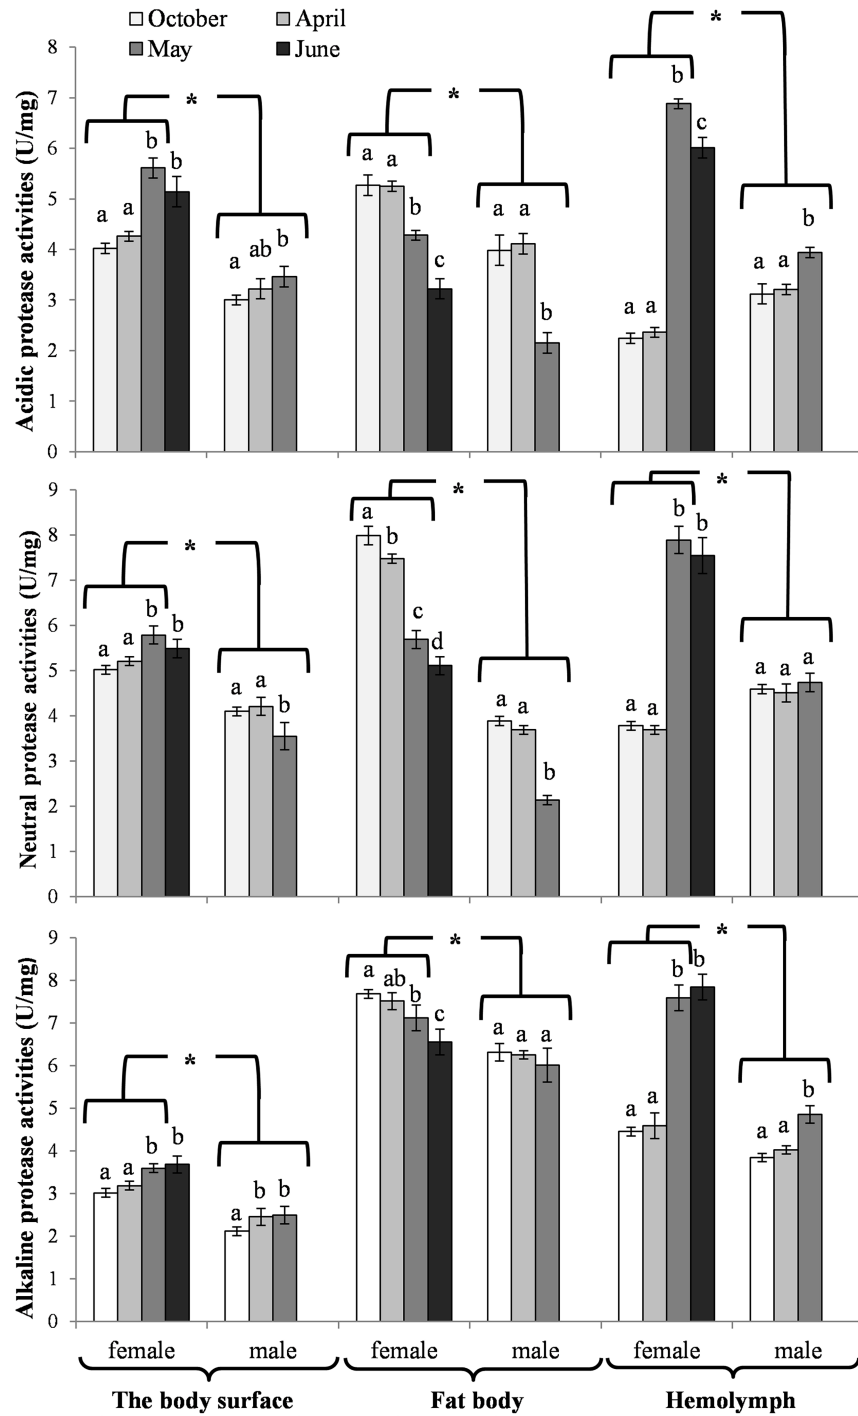 October April
May June
Acidic protease activities (U/mg)
8
7
6
5
4
3
2
1
0
a a b b
a ab b
*
a a b c
a a b
*
a a b c
a a b
*
Neutral protease activities (U/mg)
9
8
7
6
5
4
3
2
1
0
a a b b
a a b
*
a b c d
a a b
*
a a b b
a a a
*
Alkaline protease activities (U/mg)
9
8
7
6
5
4
3
2
1
0
a a b b
a b b
*
a ab b c
a a a
*
a a b b
a a b
*
female male female male female male
The body surface Fat body Hemolymph